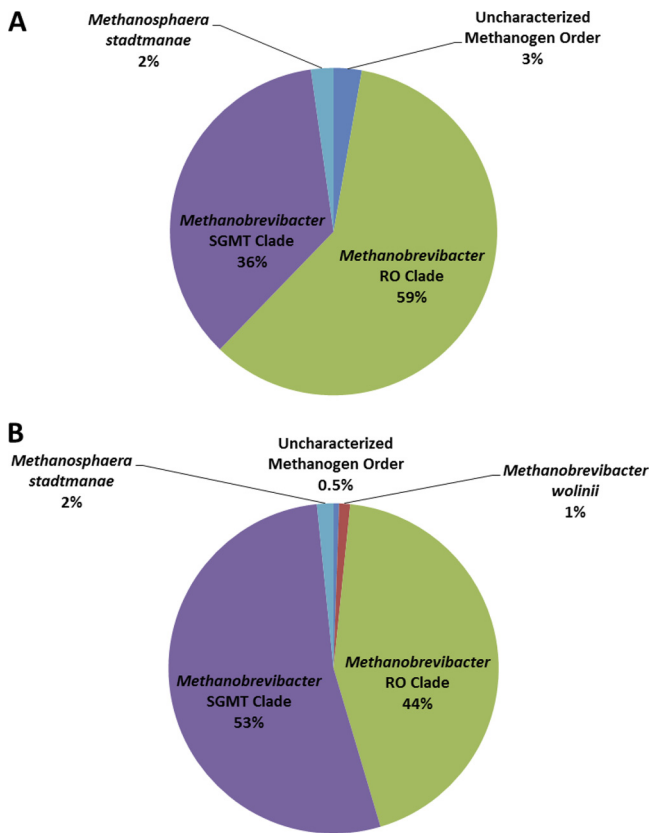 A
Methanosphaera
stadtmanae
2%
Uncharacterized
Methanogen Order
3%
Methanobrevibacter
SGMT Clade
36%
Methanobrevibacter
RO Clade
59%
B
Methanosphaera
stadtmanae
2%
Uncharacterized
Methanogen Order
0.5%
Methanobrevibacter
wolinii
1%
Methanobrevibacter
SGMT Clade
53%
Methanobrevibacter
RO Clade
44%